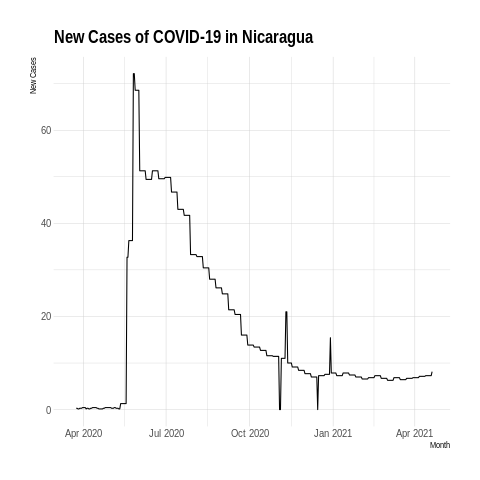 New Cases of COVID-19 in Nicaragua
New Cases
60
40
20
0
Apr 2020 Jul 2020 Oct 2020 Jan 2021 Apr 2021
Month